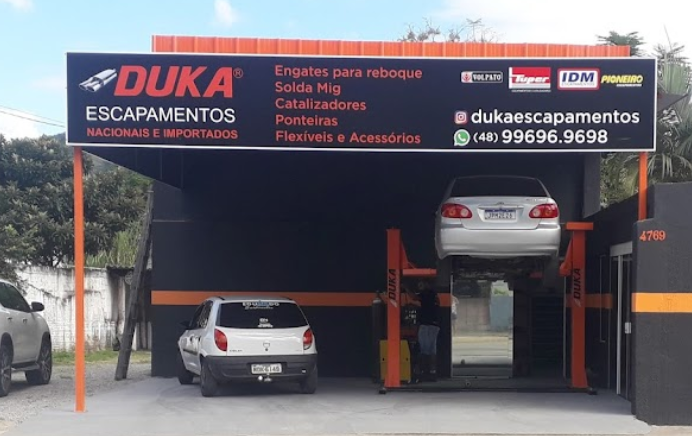 DUKA®
ESCAPAMENTOS
NACIONAIS E IMPORTADOS
Engates para reboque
Solda Mig
Catalizadores
Ponteiras
Flexíveis e Acessórios
VOLPATO
Tuper
IDM
PIONEIRO
dukaescapamentos
(48) 99696.9698
4769
DUKA
DUKA